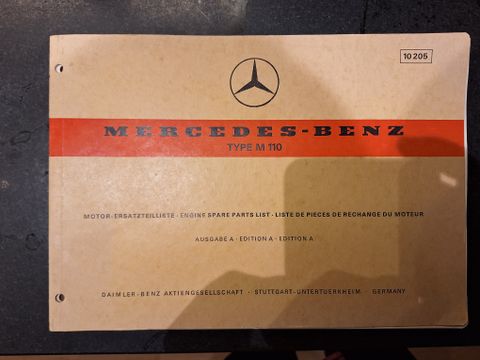 10 205
MERCEDES-BENZ
TYPE M 110
MOTOR-ERSATZTEILLISTE · ENGINE SPARE PARTS LIST · LISTE DE PIECES DE RECHANGE DU MOTEUR
AUSGABE A · EDITION A · EDITION A
DAIMLER-BENZ AKTIENGESELLSCHAFT · STUTTGART-UNTERTUERKHEIM · GERMANY